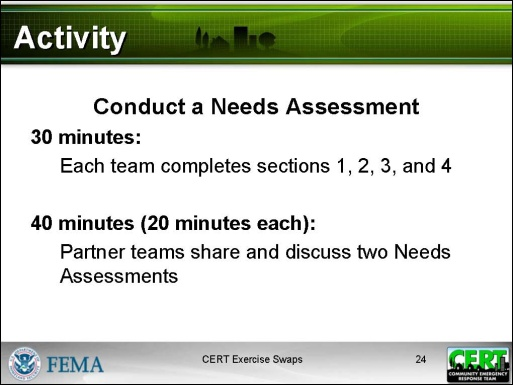 Activity
Conduct a Needs Assessment
30 minutes:
Each team completes sections 1, 2, 3, and 4
40 minutes (20 minutes each):
Partner teams share and discuss two Needs
Assessments
FEMA
CERT Exercise Swaps
24
CERT
COMMUNITY EMERGENCY
RESPONSE TEAM